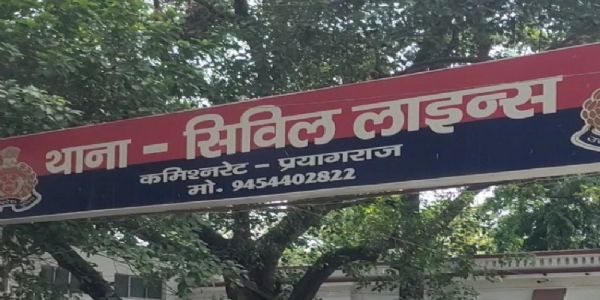 थाना - सिविल लाइन्स
कमिश्नरेट - प्रयागराज
मो. 9454402822